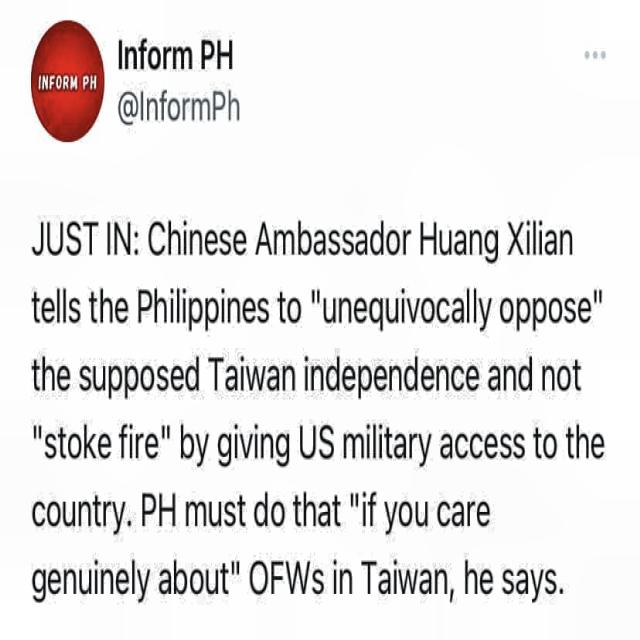 INFORM PH
Inform PH
@InformPh
JUST IN: Chinese Ambassador Huang Xilian
tells the Philippines to "unequivocally oppose"
the supposed Taiwan independence and not
"stoke fire" by giving US military access to the
country. PH must do that "if you care
genuinely about" OFWs in Taiwan, he says.